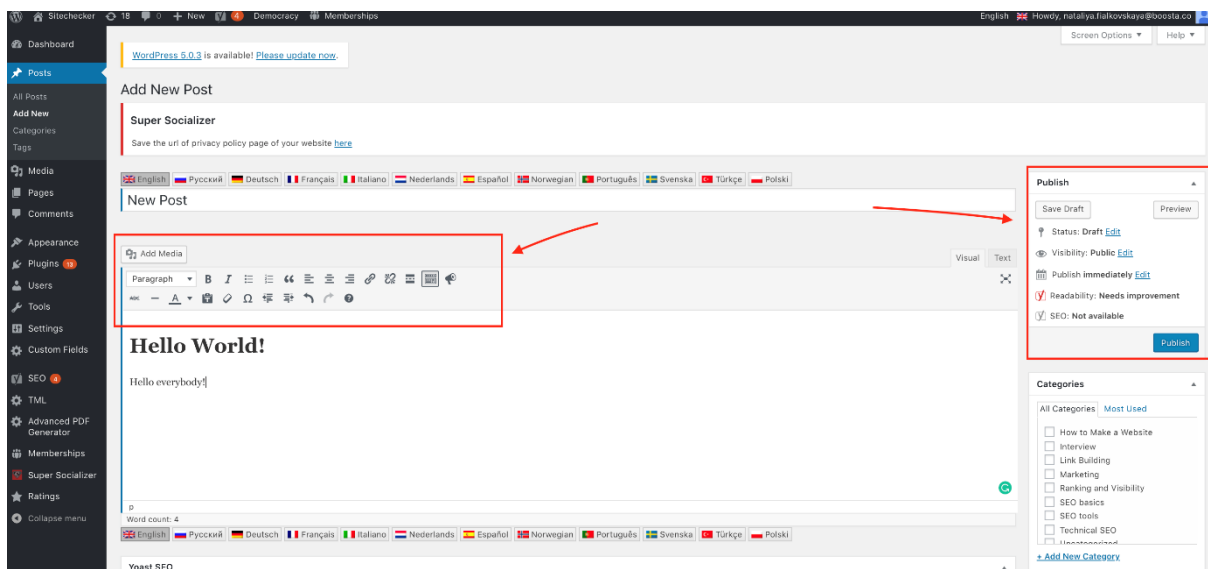 Sitechecker 18 0 + New 4 Democracy Memberships English Howdy, nataliya.fialkovskaya@boosta.co
Screen Options ▼ Help ▼
Dashboard
Posts
All Posts
Add New
Categories
Tags
Media
Pages
Comments
Appearance
Plugins 13
Users
Tools
Settings
Custom Fields
SEO 4
TML
Advanced PDF
Generator
Memberships
Super Socializer
Ratings
Collapse menu
WordPress 5.0.3 is available! Please update now.
Add New Post
Super Socializer
Save the url of privacy policy page of your website here
English Русский Deutsch Français Italiano Nederlands Español Norwegian Português Svenska Türkçe Polski
New Post
Add Media
Visual Text
Paragraph B I
ABC A Ω
Hello World!
Hello everybody!
p
Word count: 4
English Русский Deutsch Français Italiano Nederlands Español Norwegian Português Svenska Türkçe Polski
Yoast SEO
Publish
Save Draft Preview
Status: Draft Edit
Visibility: Public Edit
Publish immediately Edit
Readability: Needs improvement
SEO: Not available
Publish
Categories
All Categories Most Used
How to Make a Website
Interview
Link Building
Marketing
Ranking and Visibility
SEO basics
SEO tools
Technical SEO
Uncategorized
+ Add New Category